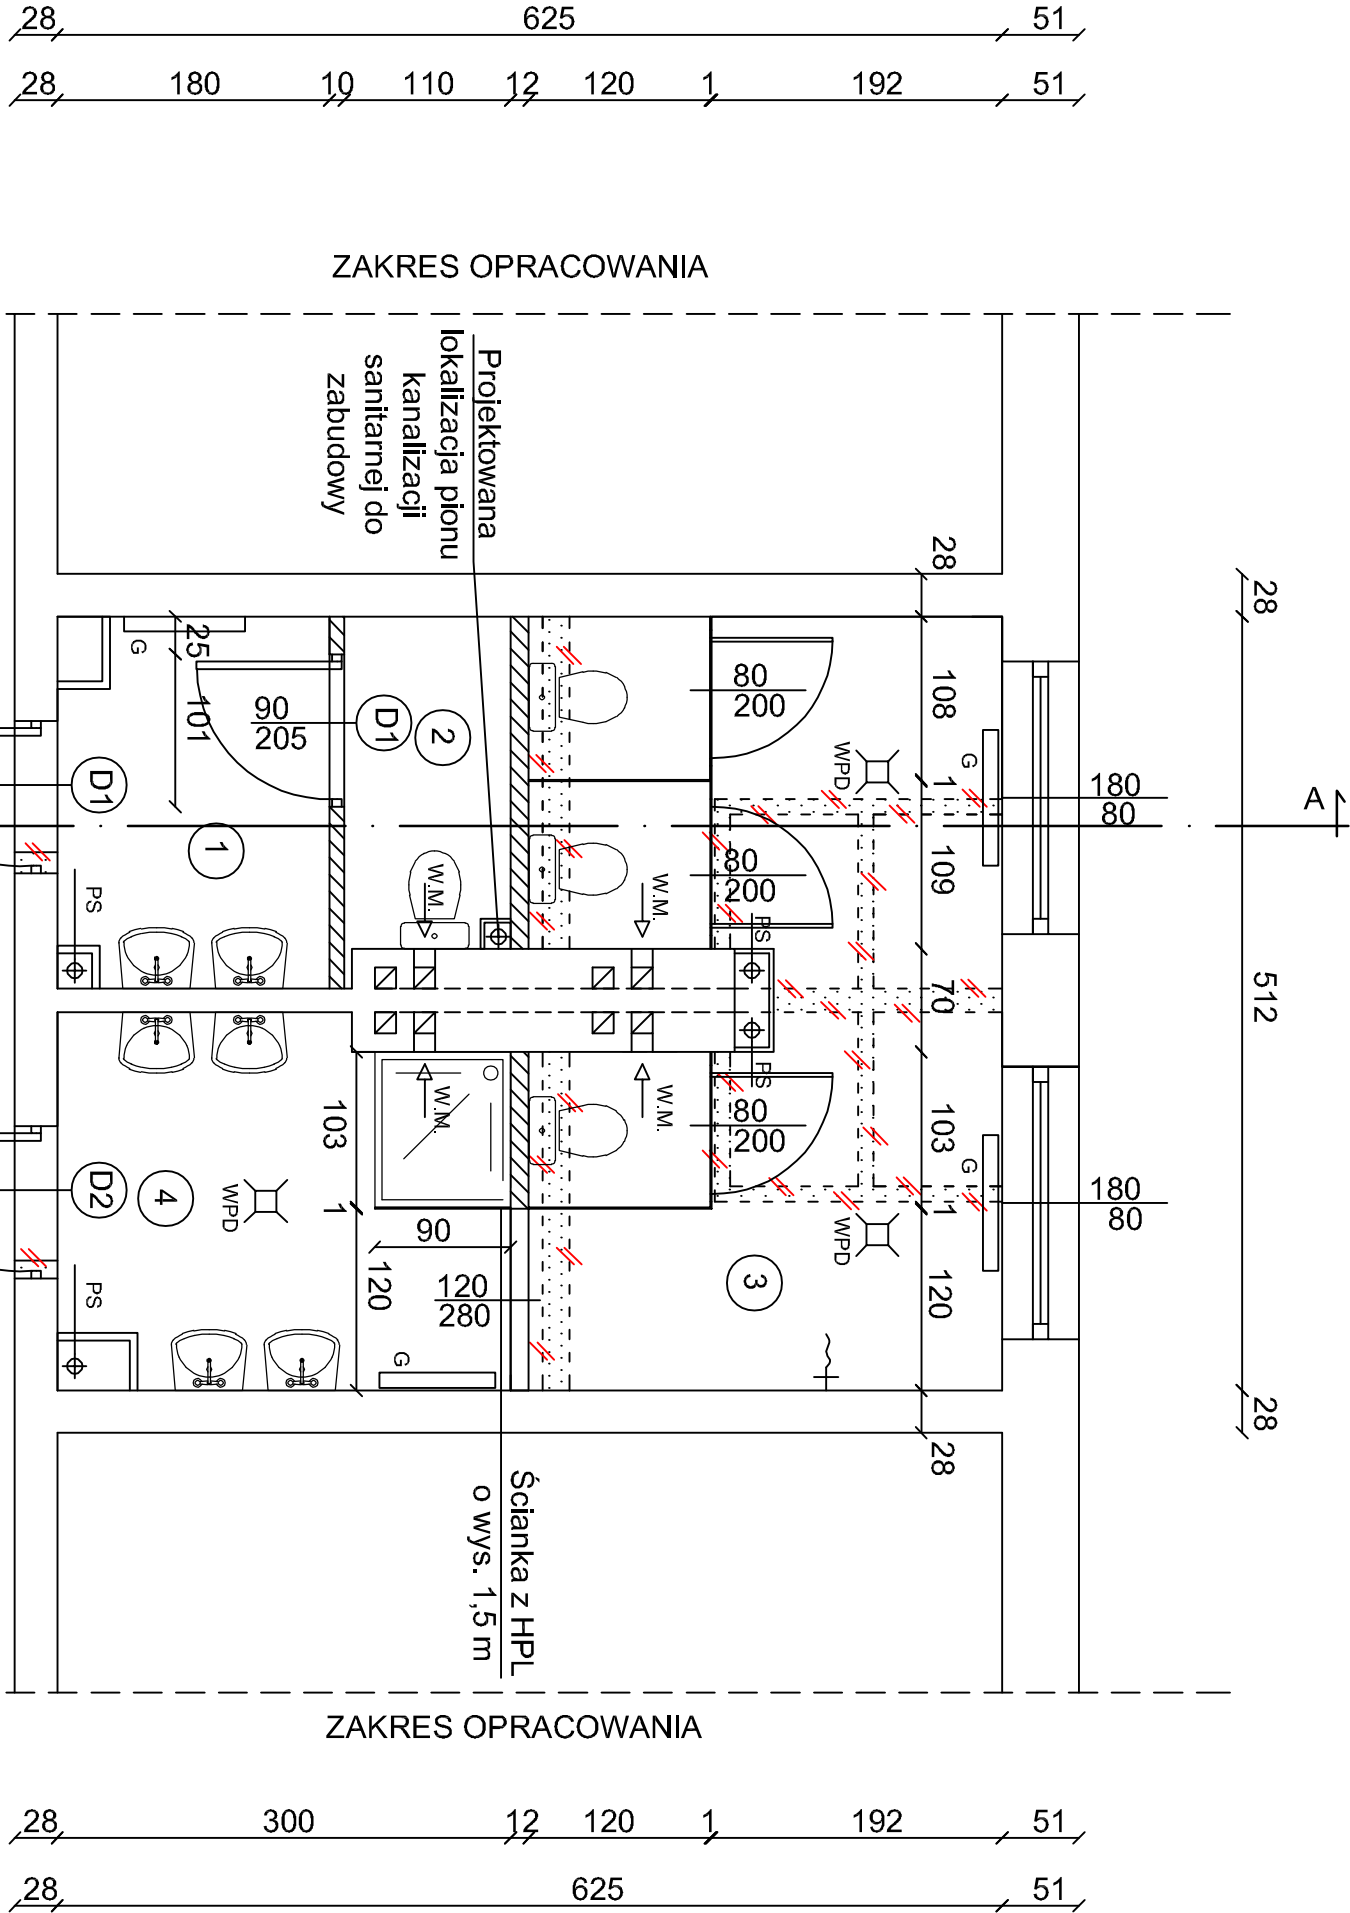 28
625
51
28
180
10
110
12
120
1
192
51
ZAKRES OPRACOWANIA
Projektowana
lokalizacja pionu
kanalizacji
sanitarnej do
zabudowy
28
28
25
G
101
90
205
D1
2
80
200
108
WPD
G
1
180
80
A
D1
1
PS
W.M.
W.M.
80
200
109
PS
70
512
103
1
W.M.
W.M.
PS
80
200
103
G
1
180
80
D2
4
WPD
PS
90
120
120
280
G
WPD
3
120
28
28
Ścianka z HPL
o wys. 1,5 m
ZAKRES OPRACOWANIA
28
300
12
120
1
192
51
28
625
51